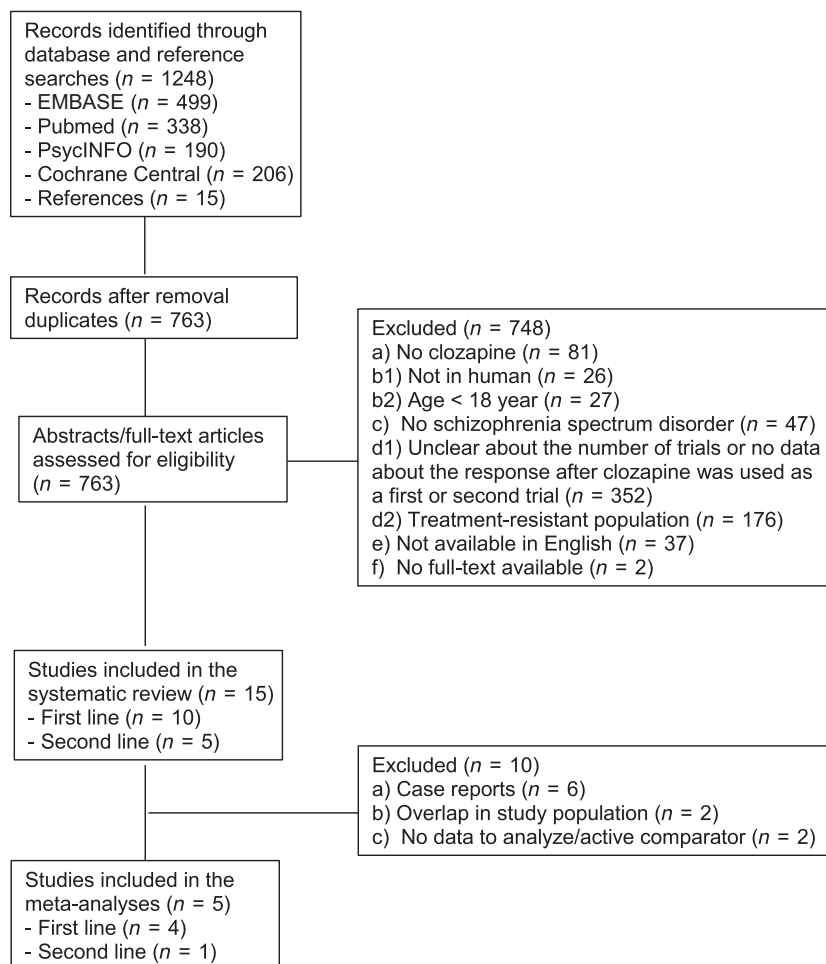 Records identified through
database and reference
searches (n = 1248)
- EMBASE (n = 499)
- Pubmed (n = 338)
- PsycINFO (n = 190)
- Cochrane Central (n = 206)
- References (n = 15)
Records after removal
duplicates (n = 763)
Excluded (n = 748)
a) No clozapine (n = 81)
b1) Not in human (n = 26)
b2) Age < 18 year (n = 27)
c) No schizophrenia spectrum disorder (n = 47)
d1) Unclear about the number of trials or no data
about the response after clozapine was used as
a first or second trial (n = 352)
d2) Treatment-resistant population (n = 176)
e) Not available in English (n = 37)
f) No full-text available (n = 2)
Abstracts/full-text articles
assessed for eligibility
(n = 763)
Studies included in the
systematic review (n = 15)
- First line (n = 10)
- Second line (n = 5)
Excluded (n = 10)
a) Case reports (n = 6)
b) Overlap in study population (n = 2)
c) No data to analyze/active comparator (n = 2)
Studies included in the
meta-analyses (n = 5)
- First line (n = 4)
- Second line (n = 1)